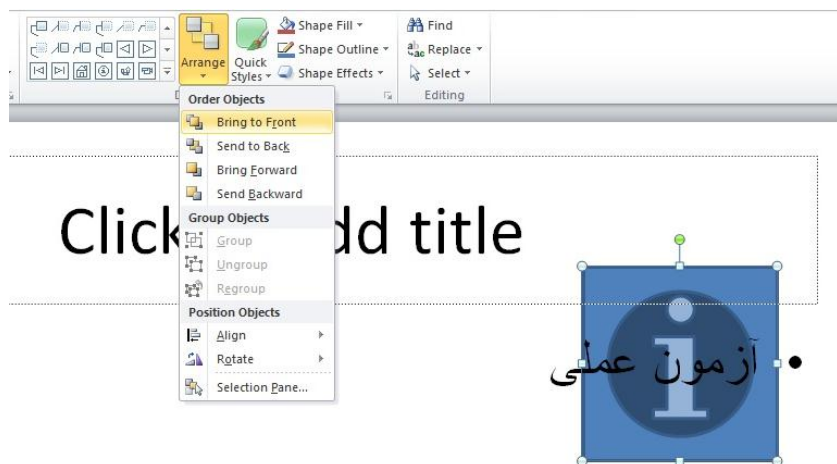 Shape Fill
Find
Shape Outline
Replace
Arrange
Quick Styles
Shape Effects
Select
Editing
Order Objects
Bring to Front
Send to Back
Bring Forward
Send Backward
Group Objects
Group
Ungroup
Regroup
Position Objects
Align
Rotate
Selection Pane...
Click
dd title
• آزمون عملی